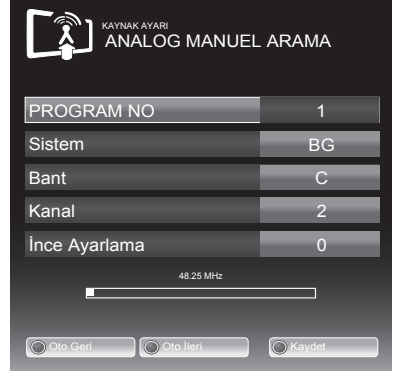 KAYNAK AYARI
ANALOG MANUEL ARAMA
PROGRAM NO 1
Sistem BG
Bant C
Kanal 2
İnce Ayarlama 0
48.25 MHz
Oto Geri Oto İleri Kaydet